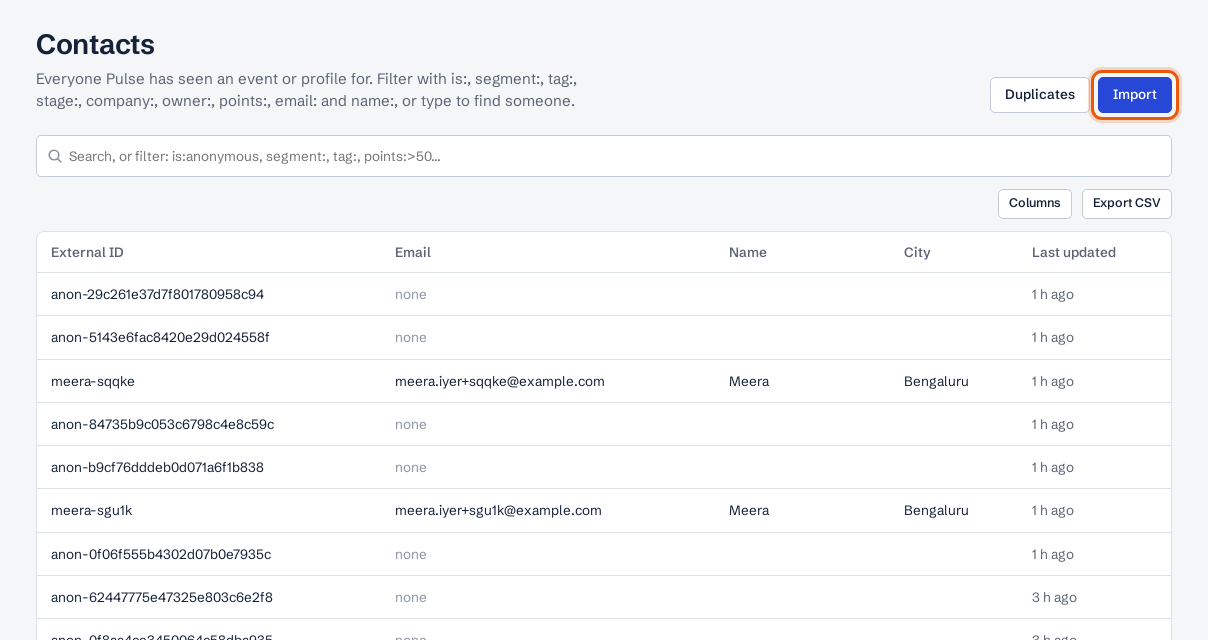 Contacts
Everyone Pulse has seen an event or profile for. Filter with is:, segment:, tag:,
stage:, company:, owner:, points:, email: and name:, or type to find someone.
Duplicates
Import
Search, or filter: is:anonymous, segment:, tag:, points:>50...
Columns
Export CSV
External ID Email Name City Last updated
anon-29c261e37d7f801780958c94 none 1 h ago
anon-5143e6fac8420e29d024558f none 1 h ago
meera-sqqke meera.iyer+sqqke@example.com Meera Bengaluru 1 h ago
anon-84735b9c053c6798c4e8c59c none 1 h ago
anon-b9cf76dddeb0d071a6f1b838 none 1 h ago
meera-sgu1k meera.iyer+sgu1k@example.com Meera Bengaluru 1 h ago
anon-0f06f555b4302d07b0e7935c none 1 h ago
anon-62447775e47325e803c6e2f8 none 3 h ago
none 3 h ago